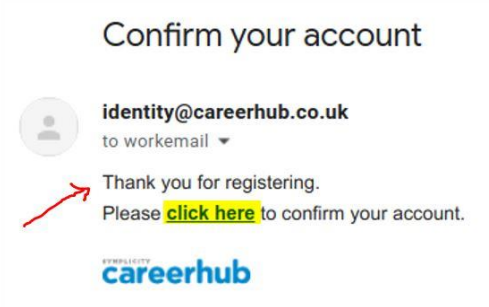 Confirm your account
identity@careerhub.co.uk
to workemail
Thank you for registering.
Please click here to confirm your account.
SYMPLICITY
careerhub